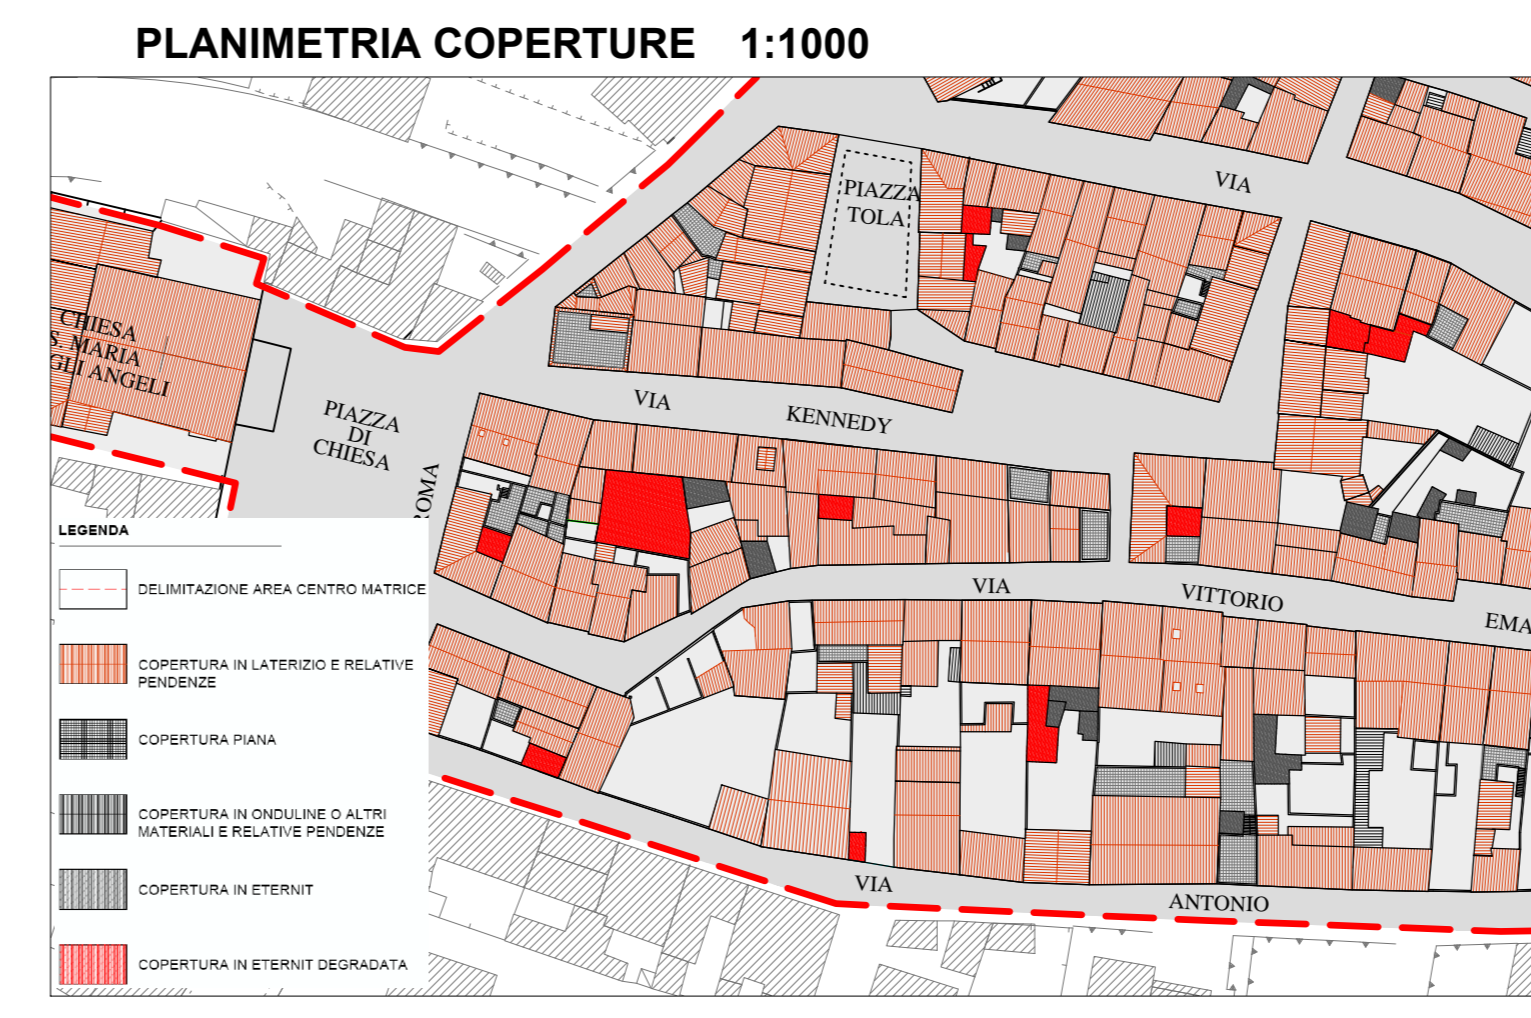 PLANIMETRIA COPERTURE 1:1000
VIA
PIAZZA
TOLA
CHIESA
S. MARIA
GLI ANGELI
PIAZZA
DI
CHIESA
ROMA
VIA KENNEDY
VIA VITTORIO EMA
VIA ANTONIO
LEGENDA
DELIMITAZIONE AREA CENTRO MATRICE
COPERTURA IN LATERIZIO E RELATIVE
PENDENZE
COPERTURA PIANA
COPERTURA IN ONDULINE O ALTRI
MATERIALI E RELATIVE PENDENZE
COPERTURA IN ETERNIT
COPERTURA IN ETERNIT DEGRADATA